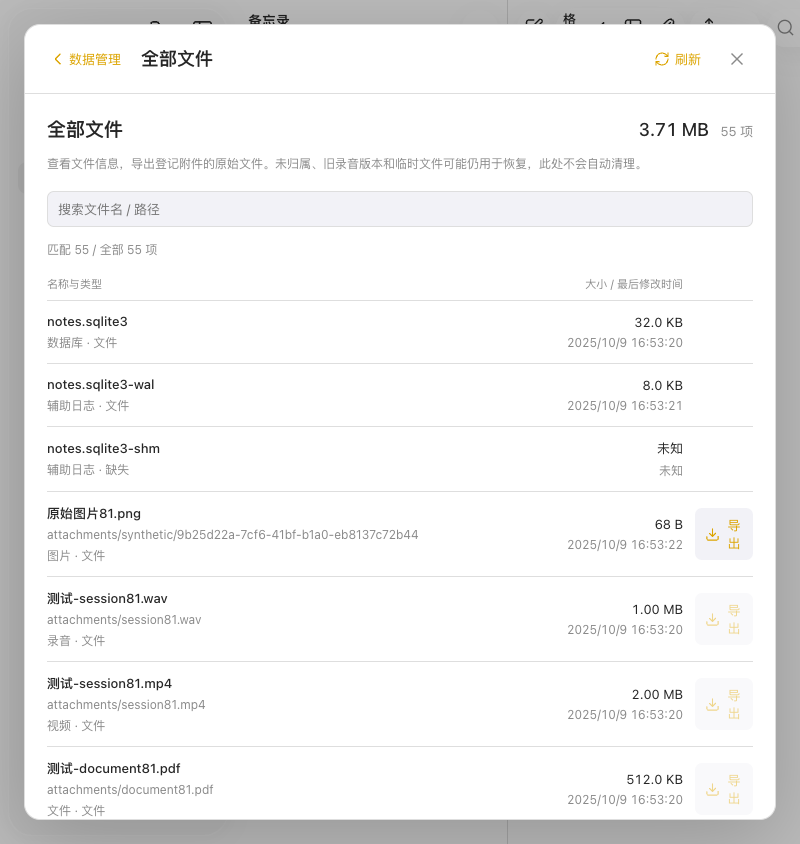 备忘录
格
数据管理 全部文件 刷新
全部文件 3.71 MB 55 项
查看文件信息，导出登记附件的原始文件。未归属、旧录音版本和临时文件可能仍用于恢复，此处不会自动清理。
搜索文件名 / 路径
匹配 55 / 全部 55 项
名称与类型 大小 / 最后修改时间
notes.sqlite3 32.0 KB
数据库 · 文件 2025/10/9 16:53:20
notes.sqlite3-wal 8.0 KB
辅助日志 · 文件 2025/10/9 16:53:21
notes.sqlite3-shm 未知
辅助日志 · 缺失 未知
原始图片81.png
attachments/synthetic/9b25d22a-7cf6-41bf-b1a0-eb8137c72b44
图片 · 文件
68 B
2025/10/9 16:53:22
导
出
测试-session81.wav
attachments/session81.wav
录音 · 文件
1.00 MB
2025/10/9 16:53:20
导
出
测试-session81.mp4
attachments/session81.mp4
视频 · 文件
2.00 MB
2025/10/9 16:53:20
导
出
测试-document81.pdf
attachments/document81.pdf
文件 · 文件
512.0 KB
2025/10/9 16:53:20
导
出